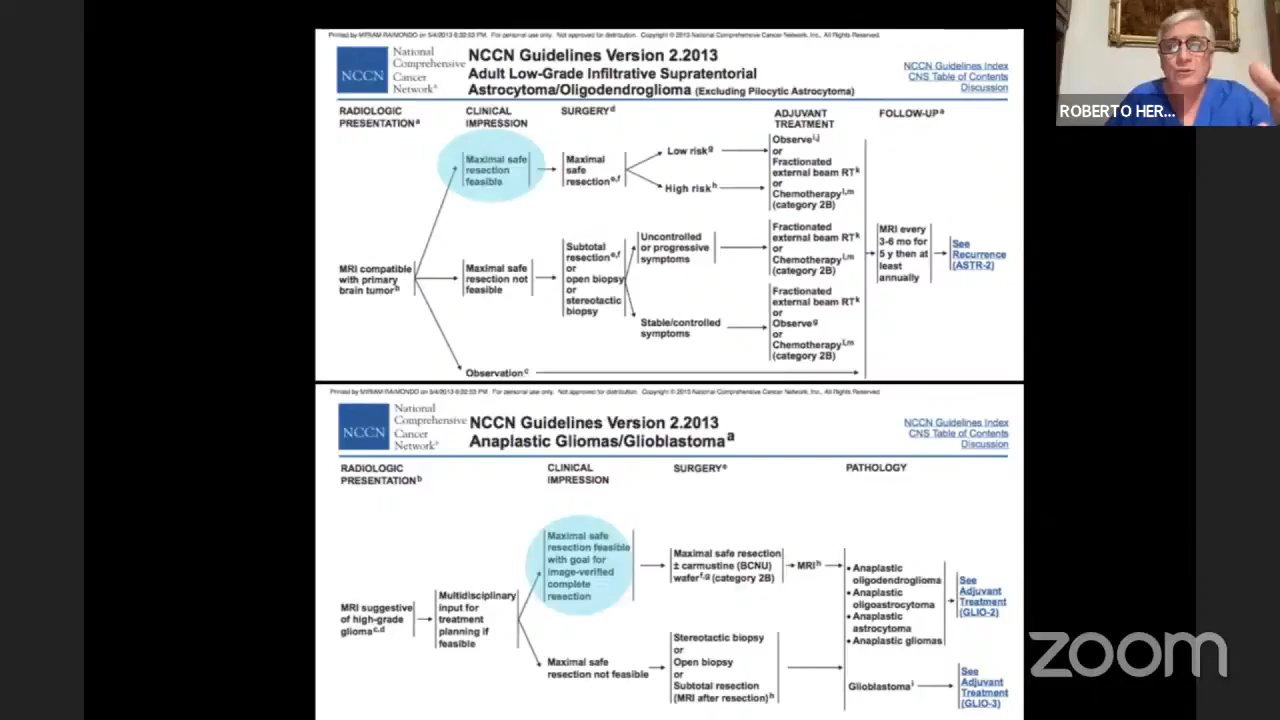 Printed by MIRIAM RAIMONDO on 5/4/2013 6:02:03 PM. For personal use only. Not approved for distribution. Copyright © 2013 National Comprehensive Cancer Network, Inc., All Rights Reserved.
NCCN
National
Comprehensive
Cancer
Network®
NCCN Guidelines Version 2.2013
Adult Low-Grade Infiltrative Supratentorial
Astrocytoma/Oligodendroglioma (Excluding Pilocytic Astrocytoma)
NCCN Guidelines Index
CNS Table of Contents
Discussion
RADIOLOGIC
PRESENTATIONa
CLINICAL
IMPRESSION
SURGERYd
ADJUVANT
TREATMENT
FOLLOW-UPa
MRI compatible
with primary
brain tumorb
Maximal safe
resection
feasible
Maximal
safe
resectione,f
Low riskg
High riskh
Observei,j
or
Fractionated
external beam RTk
or
Chemotherapyl,m
(category 2B)
Maximal safe
resection not
feasible
Subtotal
resectione,f
or
open biopsy
or
stereotactic
biopsy
Uncontrolled
or progressive
symptoms
Fractionated
external beam RTk
or
Chemotherapyl,m
(category 2B)
Stable/controlled
symptoms
Fractionated
external beam RTk
or
Observeg
or
Chemotherapyl,m
(category 2B)
Observationc
MRI every
3-6 mo for
5 y then at
least
annually
See
Recurrence
(ASTR-2)
Printed by MIRIAM RAIMONDO on 5/4/2013 6:02:03 PM. For personal use only. Not approved for distribution. Copyright © 2013 National Comprehensive Cancer Network, Inc., All Rights Reserved.
NCCN
National
Comprehensive
Cancer
Network®
NCCN Guidelines Version 2.2013
Anaplastic Gliomas/Glioblastomaa
NCCN Guidelines Index
CNS Table of Contents
Discussion
RADIOLOGIC
PRESENTATIONb
CLINICAL
IMPRESSION
SURGERYe
PATHOLOGY
MRI suggestive
of high-grade
gliomac,d
Multidisciplinary
input for
treatment
planning if
feasible
Maximal safe
resection feasible
with goal for
image-verified
complete
resection
Maximal safe resection
± carmustine (BCNU)
waferf,g (category 2B)
MRIh
Maximal safe
resection not feasible
Stereotactic biopsy
or
Open biopsy
or
Subtotal resection
(MRI after resection)h
• Anaplastic
oligodendroglioma
• Anaplastic
oligoastrocytoma
• Anaplastic
astrocytoma
• Anaplastic gliomas
See
Adjuvant
Treatment
(GLIO-2)
Glioblastomai
See
Adjuvant
Treatment
(GLIO-3)
ROBERTO HER...
zoom